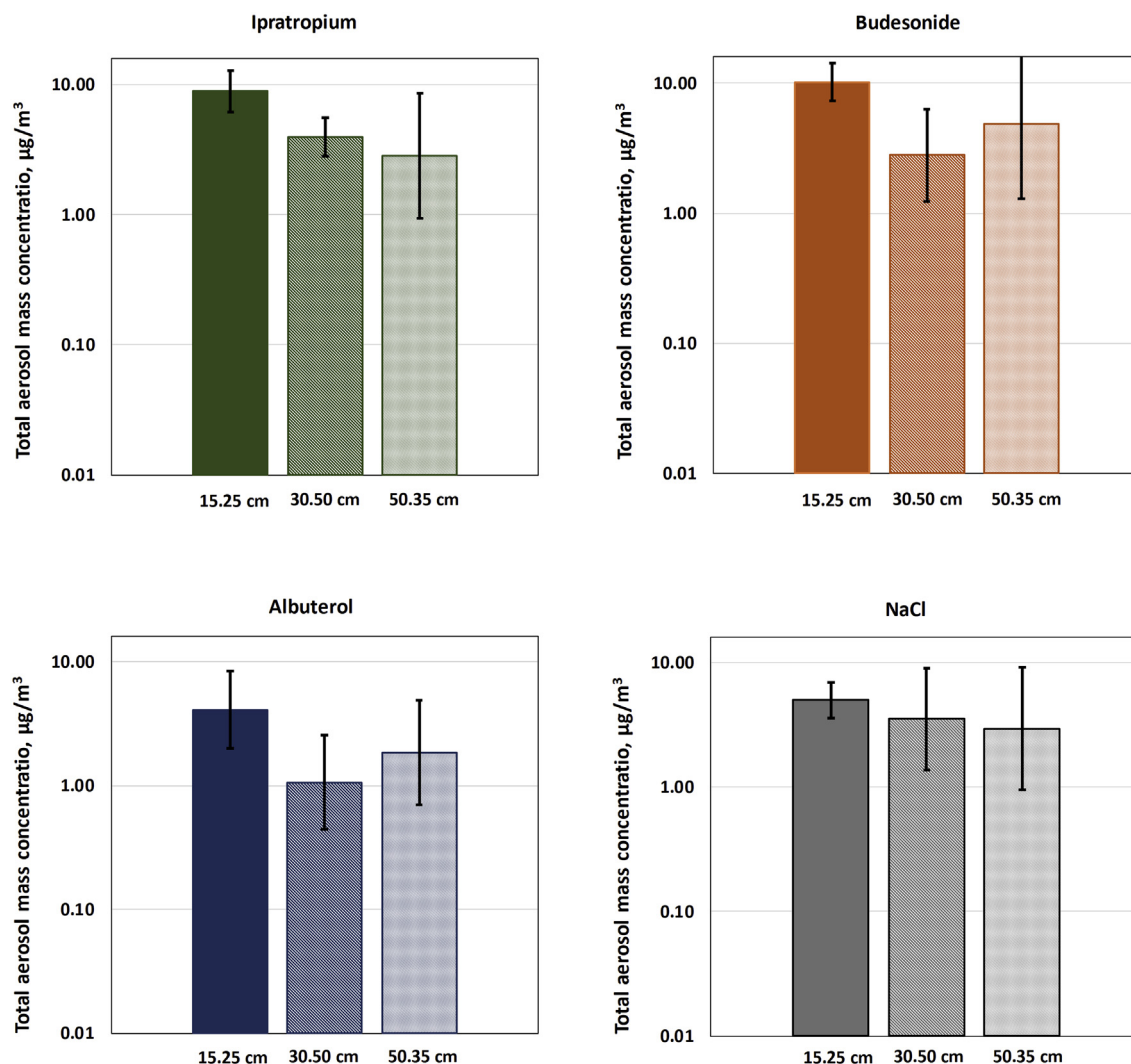 Ipratropium
Total aerosol mass concentratio, µg/m³
10.00
1.00
0.10
0.01
15.25 cm 30.50 cm 50.35 cm
Budesonide
Total aerosol mass concentratio, µg/m³
10.00
1.00
0.10
0.01
15.25 cm 30.50 cm 50.35 cm
Albuterol
Total aerosol mass concentratio, µg/m³
10.00
1.00
0.10
0.01
15.25 cm 30.50 cm 50.35 cm
NaCl
Total aerosol mass concentratio, µg/m³
10.00
1.00
0.10
0.01
15.25 cm 30.50 cm 50.35 cm